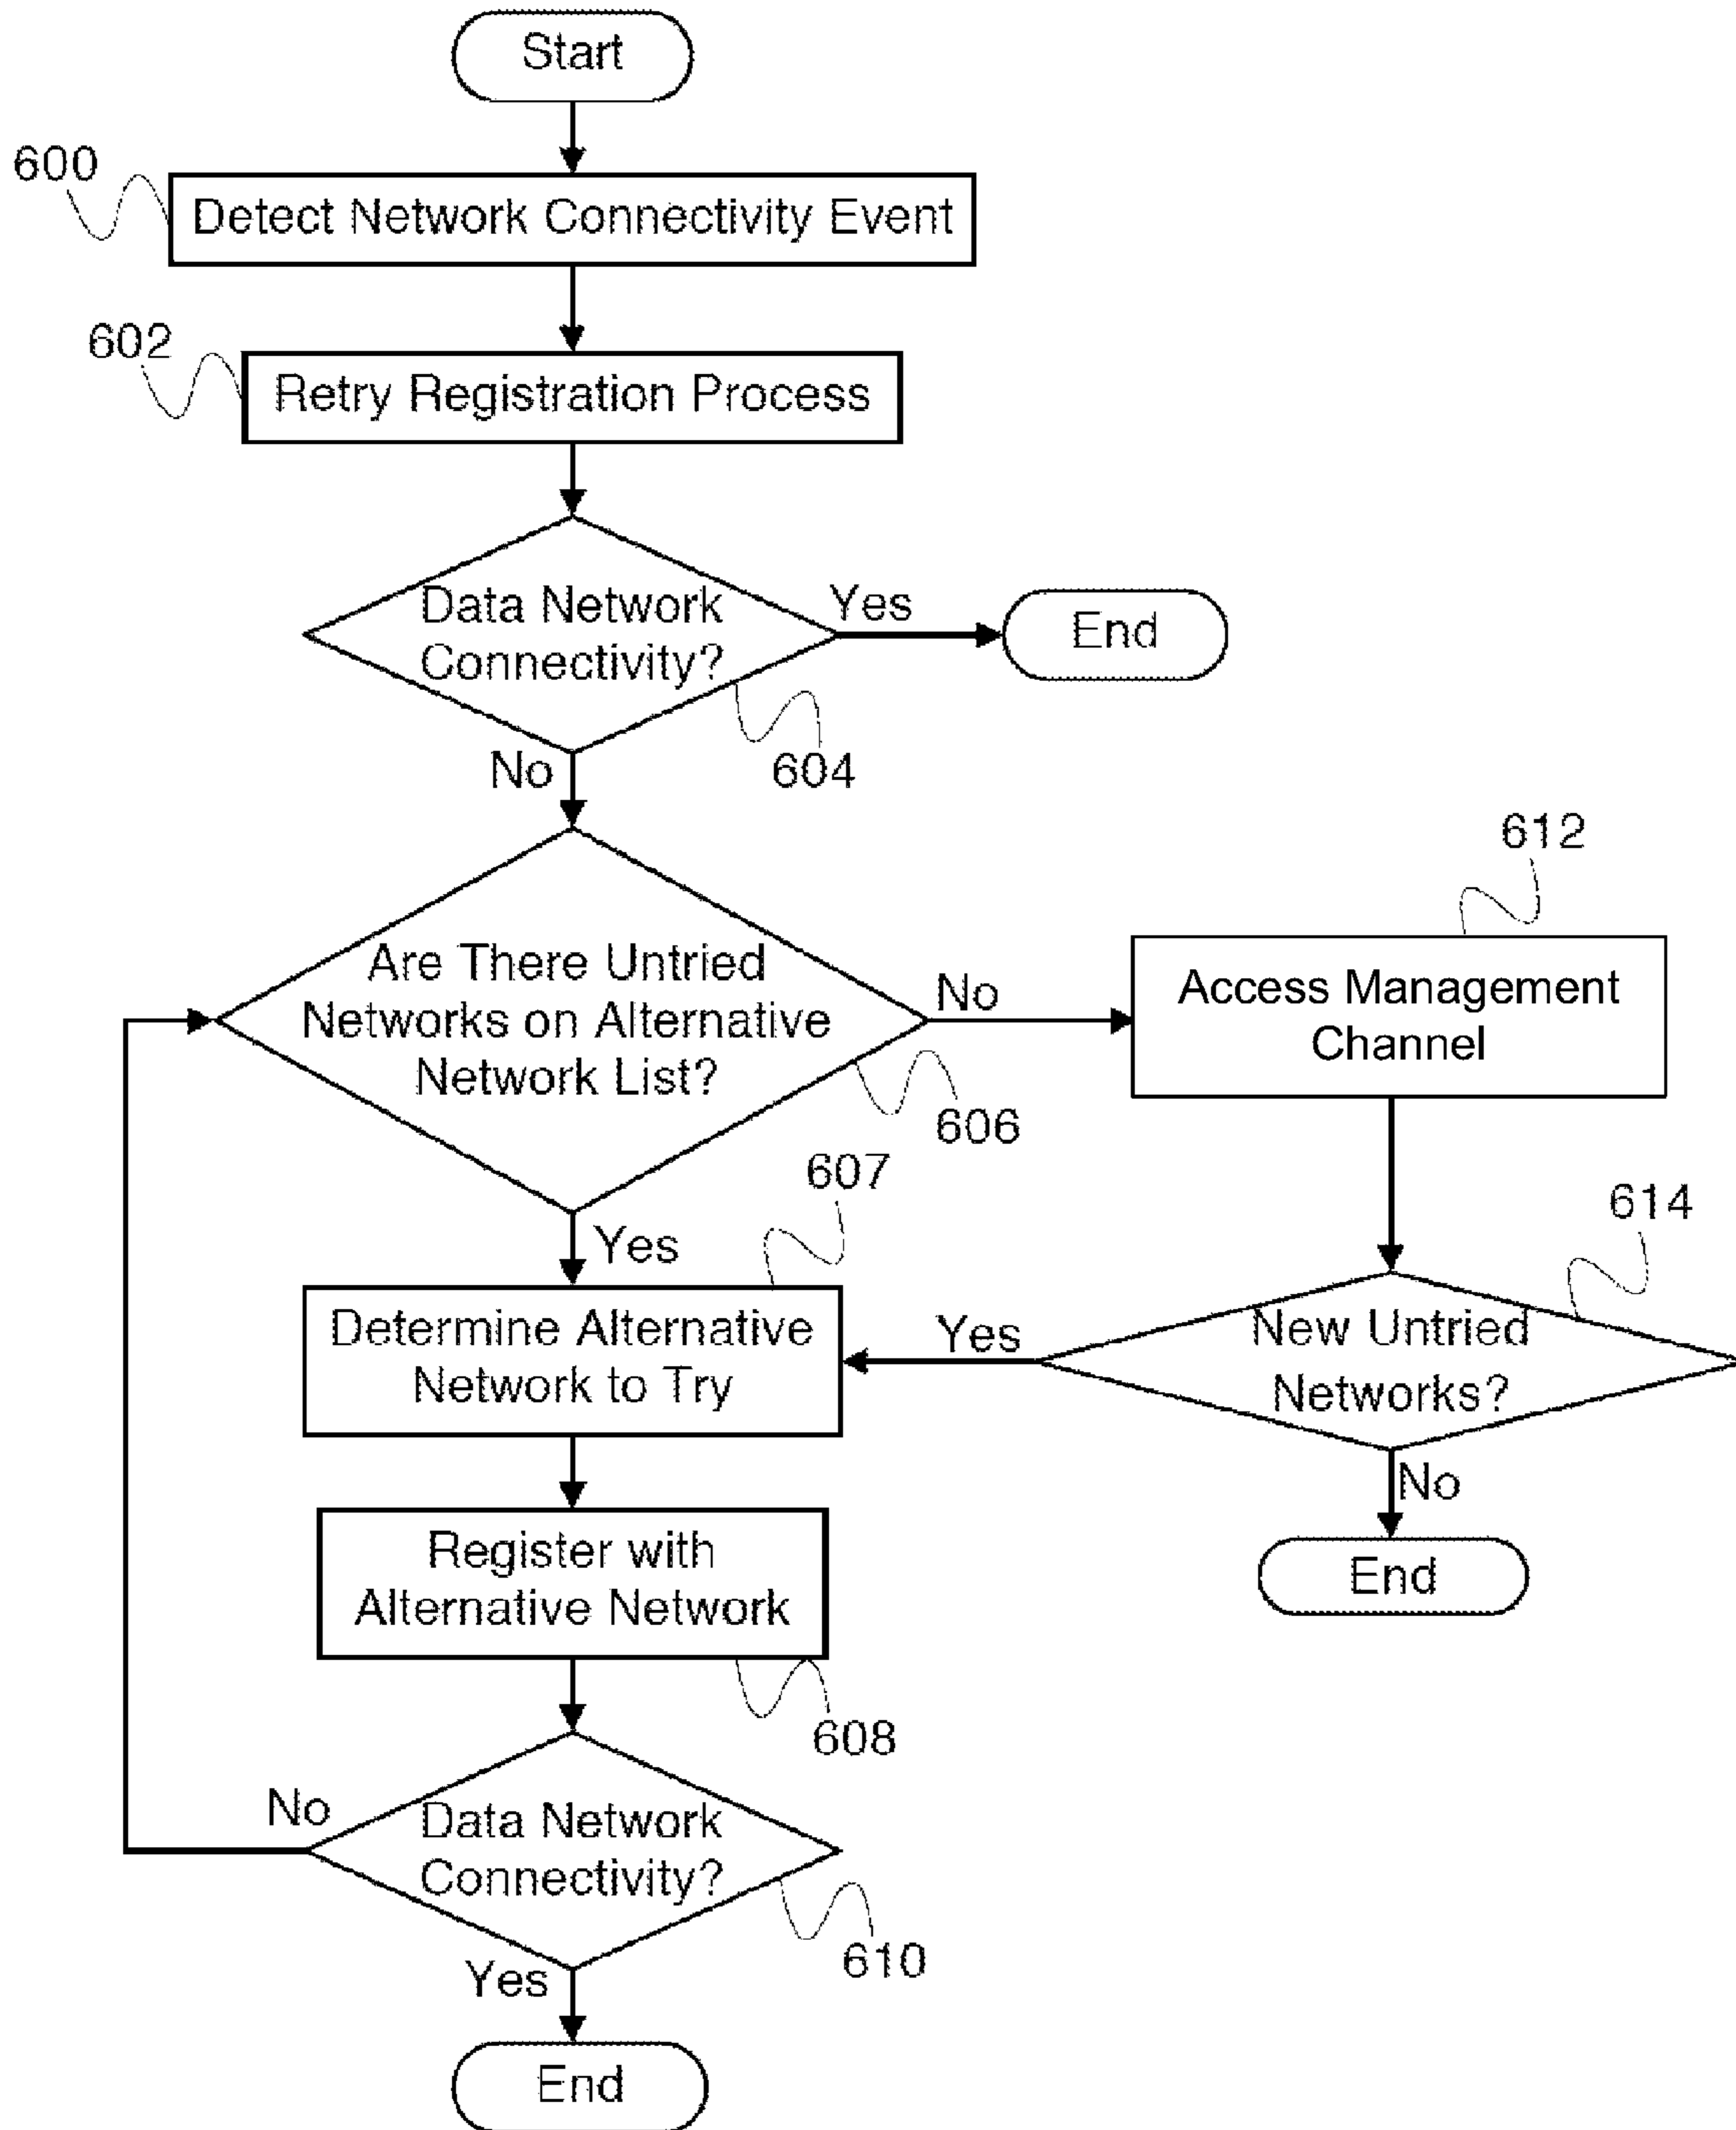 Start
600
Detect Network Connectivity Event
602
Retry Registration Process
Data Network
Connectivity?
Yes
End
604
No
612
Are There Untried
Networks on Alternative
Network List?
No
Access Management
Channel
606
607
Yes
614
Determine Alternative
Network to Try
Yes
New Untried
Networks?
No
Register with
Alternative Network
End
608
No
Data Network
Connectivity?
610
Yes
End